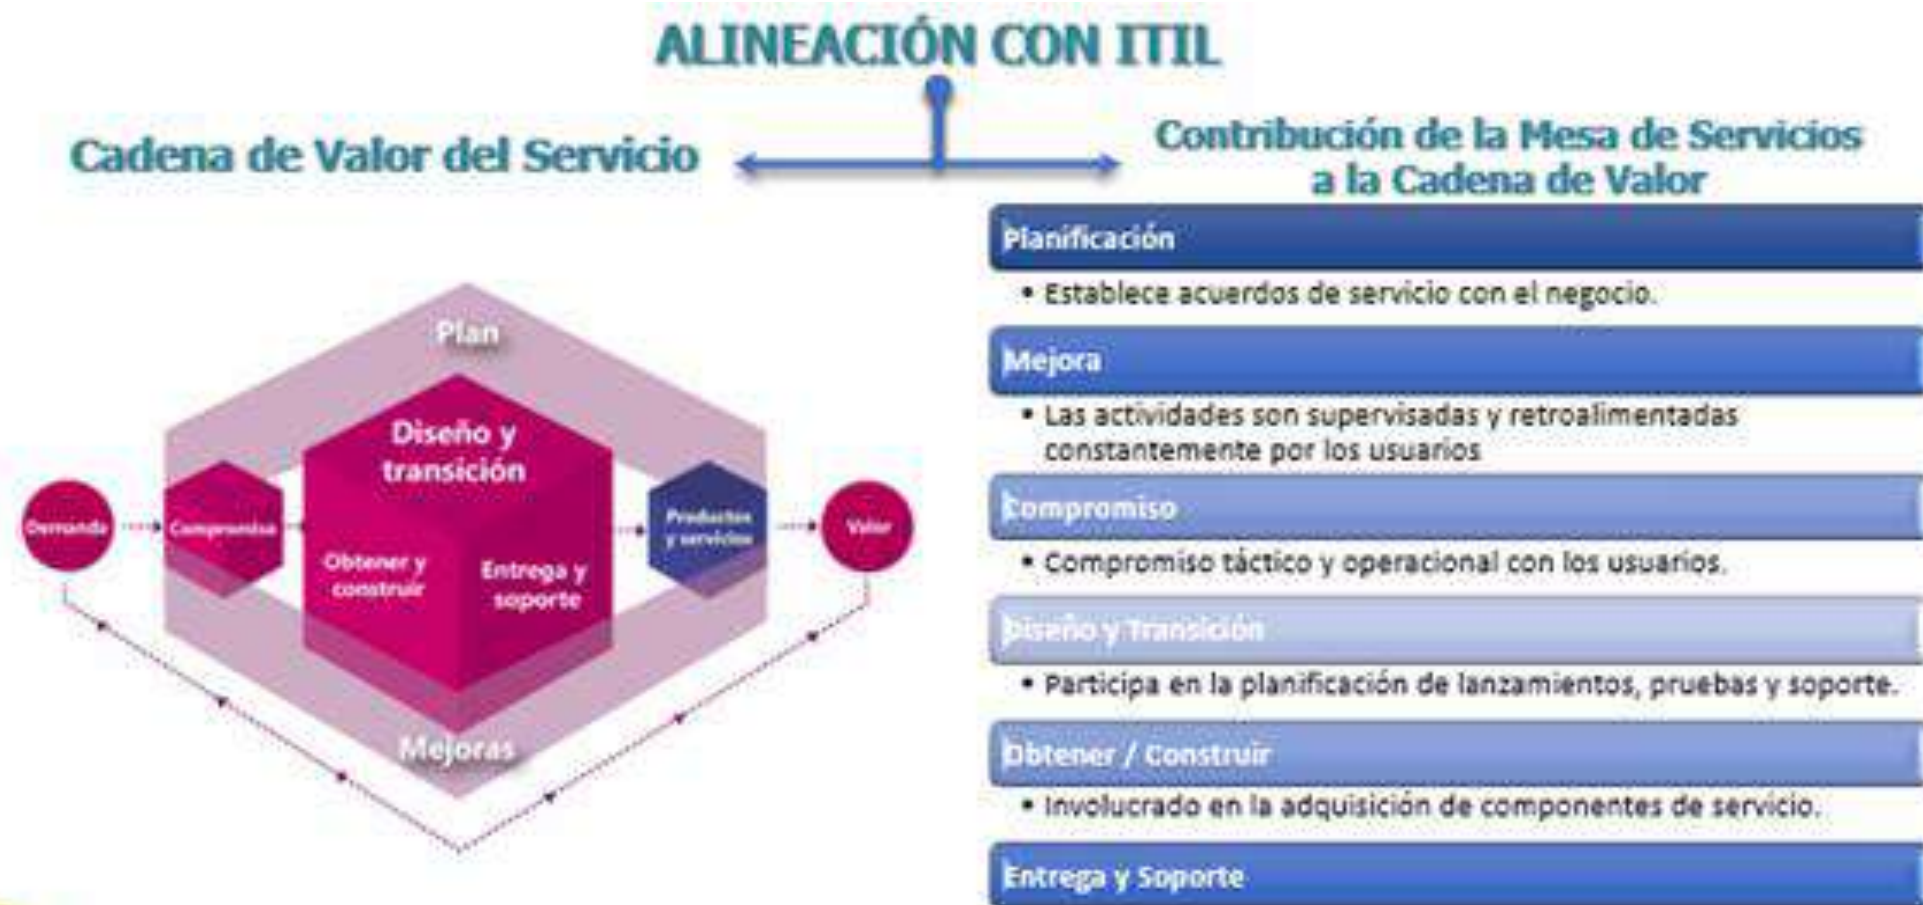 ALINEACIÓN CON ITIL
Cadena de Valor del Servicio
Contribución de la Mesa de Servicios
a la Cadena de Valor
Plan
Diseño y
transición
Demanda
Compromiso
Obtener y
construir
Entrega y
soporte
Productos
y servicios
Valor
Mejoras
Planificación
• Establece acuerdos de servicio con el negocio.
Mejora
• Las actividades son supervisadas y retroalimentadas
constantemente por los usuarios
Compromiso
• Compromiso táctico y operacional con los usuarios.
Diseño y Transición
• Participa en la planificación de lanzamientos, pruebas y soporte.
Obtener / Construir
• Involucrado en la adquisición de componentes de servicio.
Entrega y Soporte